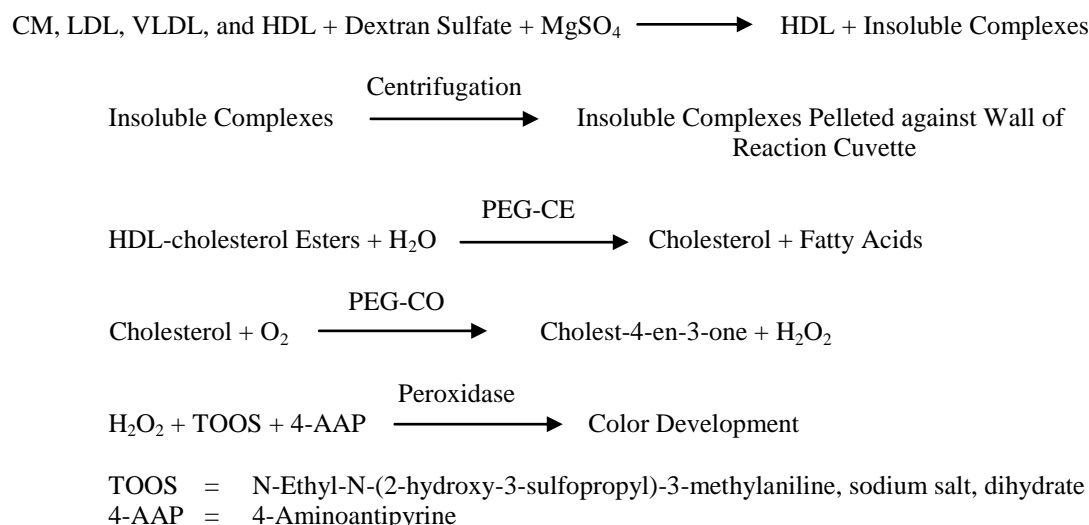 CM, LDL, VLDL, and HDL + Dextran Sulfate + MgSO₄ HDL + Insoluble Complexes
Centrifugation
Insoluble Complexes Insoluble Complexes Pelleted against Wall of
Reaction Cuvette
PEG-CE
HDL-cholesterol Esters + H₂O Cholesterol + Fatty Acids
PEG-CO
Cholesterol + O₂ Cholest-4-en-3-one + H₂O₂
Peroxidase
H₂O₂ + TOOS + 4-AAP Color Development
TOOS = N-Ethyl-N-(2-hydroxy-3-sulfopropyl)-3-methylaniline, sodium salt, dihydrate
4-AAP = 4-Aminoantipyrine